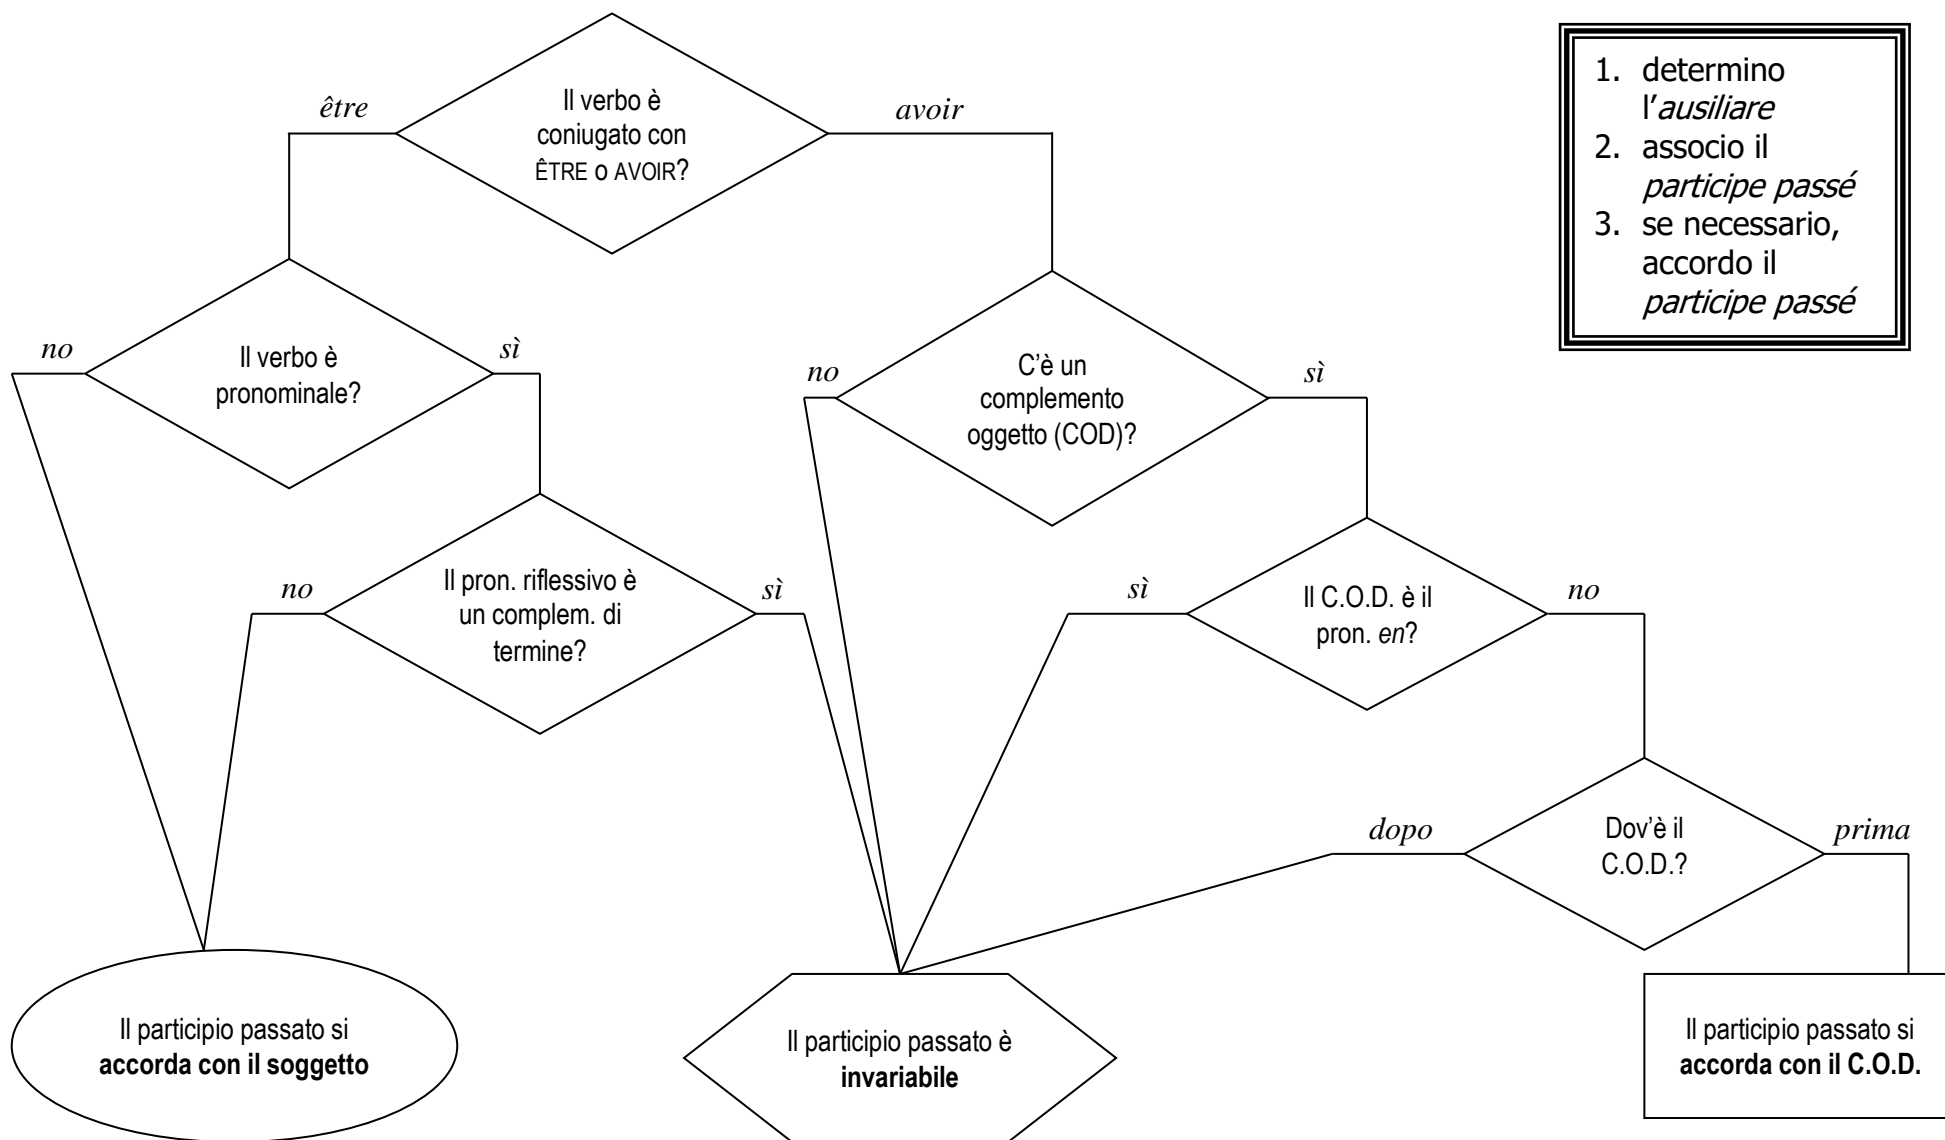 être
Il verbo è
coniugato con
ÊTRE o AVOIR?
avoir
1. determino
l'ausiliare
2. associo il
participe passé
3. se necessario,
accordo il
participe passé
no
Il verbo è
pronominale?
sì
no
C'è un
complemento
oggetto (COD)?
sì
no
Il pron. riflessivo è
un complem. di
termine?
sì
sì
Il C.O.D. è il
pron. en?
no
dopo
Dov'è il
C.O.D.?
prima
Il participio passato si
accorda con il soggetto
Il participio passato è
invariabile
Il participio passato si
accorda con il C.O.D.